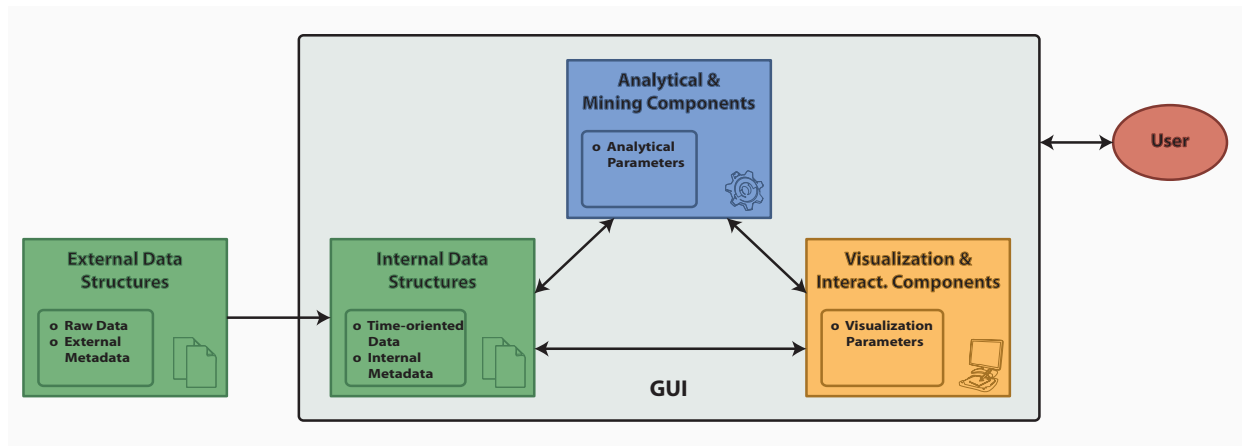 Analytical &
Mining Components
o Analytical
Parameters
User
External Data
Structures
o Raw Data
o External
Metadata
Internal Data
Structures
o Time-oriented
Data
o Internal
Metadata
Visualization &
Interact. Components
o Visualization
Parameters
GUI